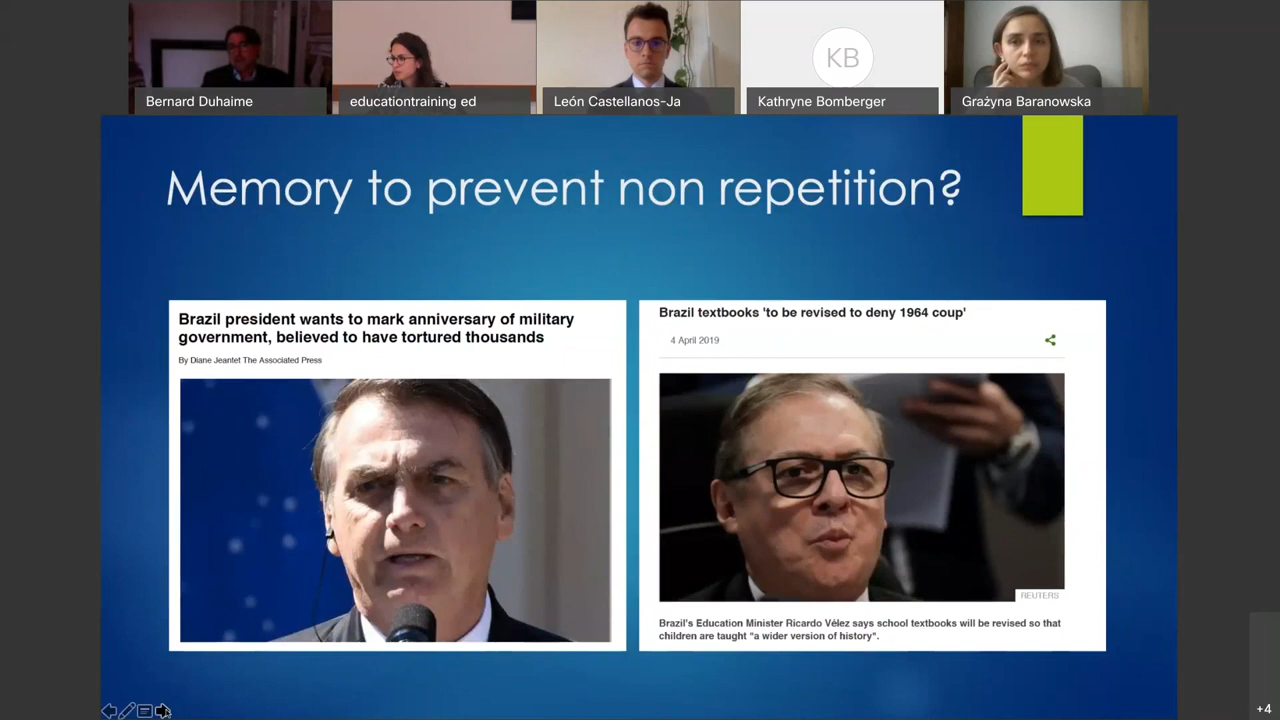 Bernard Duhaime
educationtraining ed
León Castellanos-Ja
KB
Kathryne Bomberger
Grażyna Baranowska
Memory to prevent non repetition?
Brazil president wants to mark anniversary of military
government, believed to have tortured thousands
By Diane Jeantet The Associated Press
Brazil textbooks 'to be revised to deny 1964 coup'
4 April 2019
REUTERS
Brazil's Education Minister Ricardo Vélez says school textbooks will be revised so that
children are taught "a wider version of history".
+4